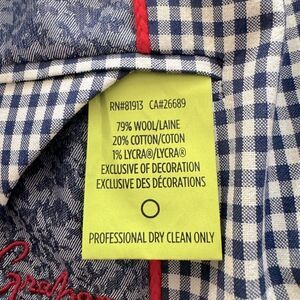 RN#81913 CA#26689
79% WOOL/LAINE
20% COTTON/COTON
1% LYCRA®/LYCRA®
EXCLUSIVE OF DECORATION
EXCLUSIVE DES DÉCORATIONS
PROFESSIONAL DRY CLEAN ONLY